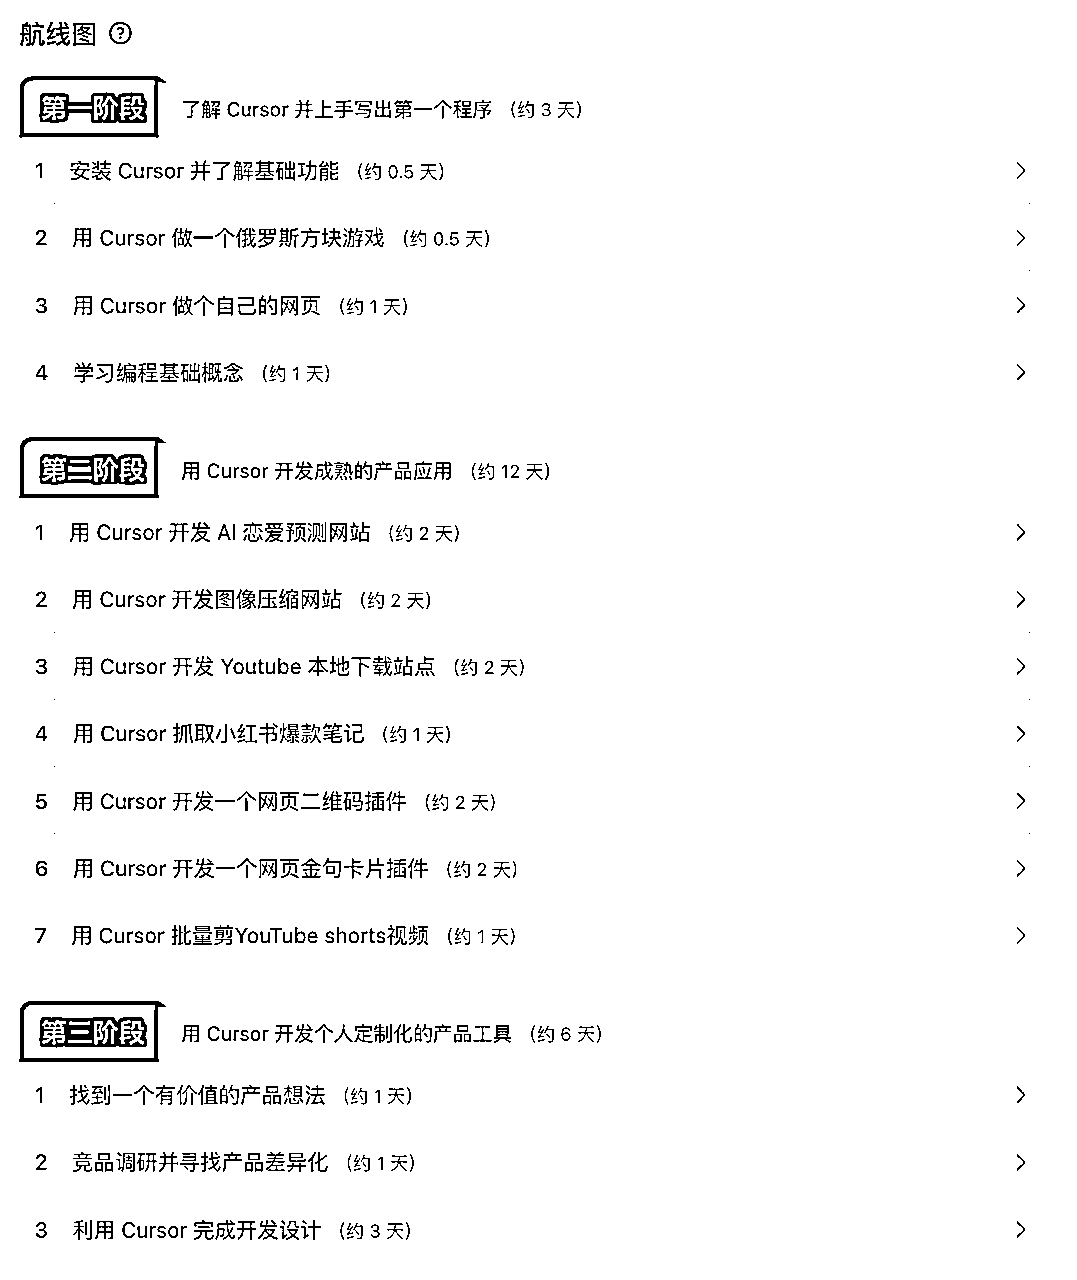 航线图 ?
第一阶段 了解 Cursor 并上手写出第一个程序 (约 3 天)
1 安装 Cursor 并了解基础功能 (约 0.5 天)
2 用 Cursor 做一个俄罗斯方块游戏 (约 0.5 天)
3 用 Cursor 做个自己的网页 (约 1 天)
4 学习编程基础概念 (约 1 天)
第二阶段 用 Cursor 开发成熟的产品应用 (约 12 天)
1 用 Cursor 开发 AI 恋爱预测网站 (约 2 天)
2 用 Cursor 开发图像压缩网站 (约 2 天)
3 用 Cursor 开发 Youtube 本地下载站点 (约 2 天)
4 用 Cursor 抓取小红书爆款笔记 (约 1 天)
5 用 Cursor 开发一个网页二维码插件 (约 2 天)
6 用 Cursor 开发一个网页金句卡片插件 (约 2 天)
7 用 Cursor 批量剪YouTube shorts视频 (约 1 天)
第三阶段 用 Cursor 开发个人定制化的产品工具 (约 6 天)
1 找到一个有价值的产品想法 (约 1 天)
2 竞品调研并寻找产品差异化 (约 1 天)
3 利用 Cursor 完成开发设计 (约 3 天)